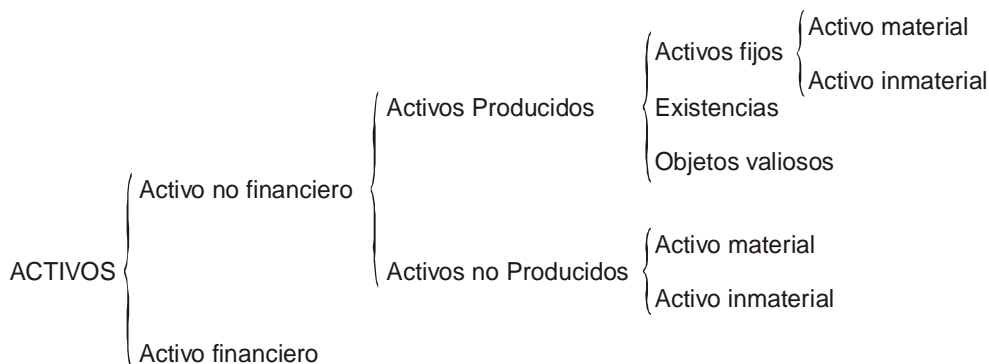 Activo material
Activos fijos
Activo inmaterial
Activos Producidos
Existencias
Objetos valiosos
Activo no financiero
Activo material
ACTIVOS
Activos no Producidos
Activo inmaterial
Activo financiero